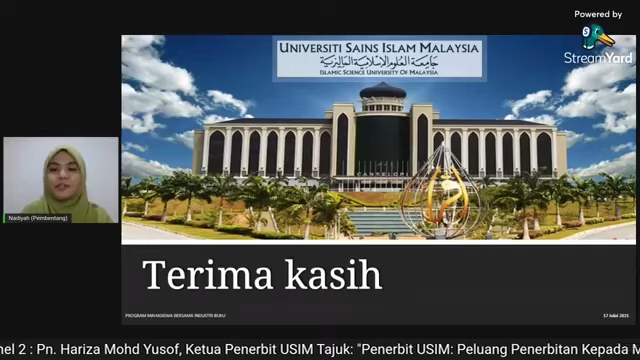 Powered by
StreamYard
UNIVERSITI SAINS ISLAM MALAYSIA
جامعة العلوم الإسلامية الماليزية
ISLAMIC SCIENCE UNIVERSITY OF MALAYSIA
CANSELORI
Nadiyah (Pembentang)
Terima kasih
PROGRAM MAHASISWA BERSAMA INDUSTRI BUKU
17 Julai 2021
nel 2 : Pn. Hariza Mohd Yusof, Ketua Penerbit USIM Tajuk: "Penerbit USIM: Peluang Penerbitan Kepada M